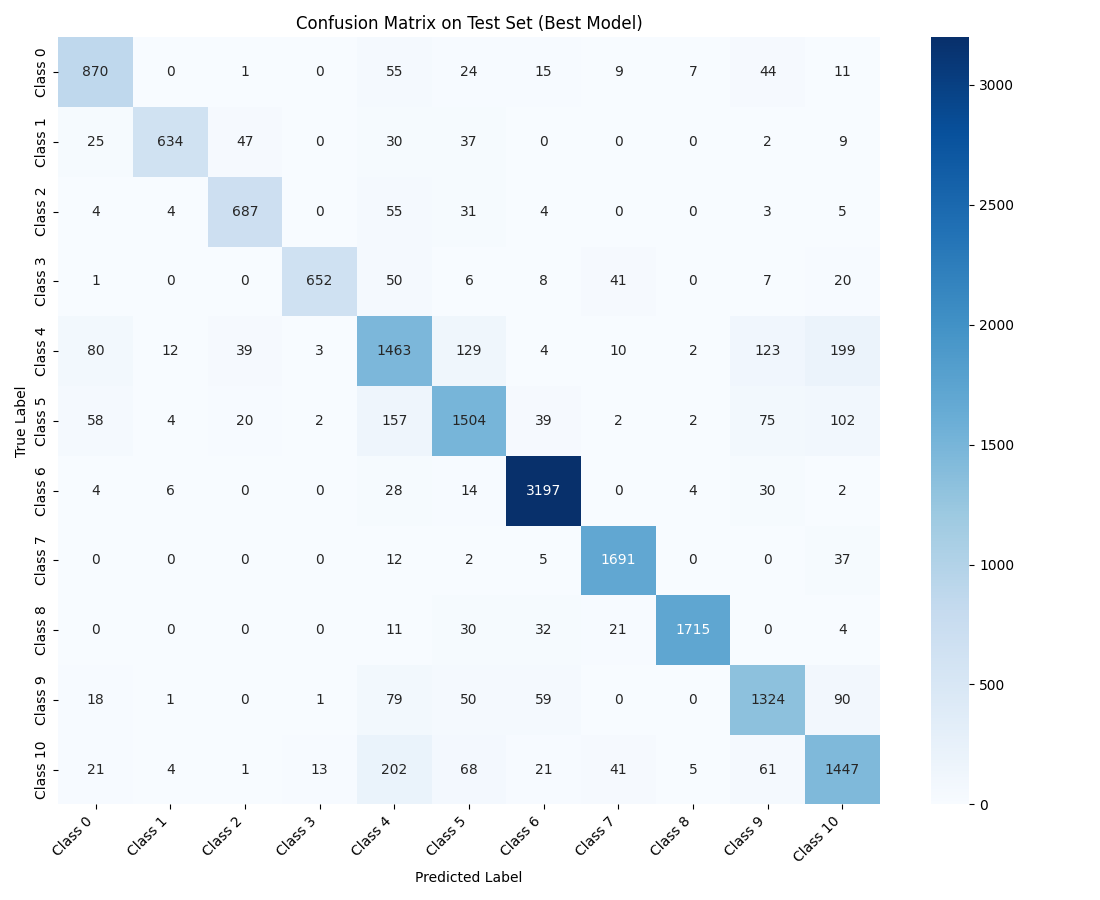 Confusion Matrix on Test Set (Best Model)
True Label
Class 0 870 0 1 0 55 24 15 9 7 44 11
Class 1 25 634 47 0 30 37 0 0 0 2 9
Class 2 4 4 687 0 55 31 4 0 0 3 5
Class 3 1 0 0 652 50 6 8 41 0 7 20
Class 4 80 12 39 3 1463 129 4 10 2 123 199
Class 5 58 4 20 2 157 1504 39 2 2 75 102
Class 6 4 6 0 0 28 14 3197 0 4 30 2
Class 7 0 0 0 0 12 2 5 1691 0 0 37
Class 8 0 0 0 0 11 30 32 21 1715 0 4
Class 9 18 1 0 1 79 50 59 0 0 1324 90
Class 10 21 4 1 13 202 68 21 41 5 61 1447
Class 0 Class 1 Class 2 Class 3 Class 4 Class 5 Class 6 Class 7 Class 8 Class 9 Class 10
Predicted Label
3000
2500
2000
1500
1000
500
0